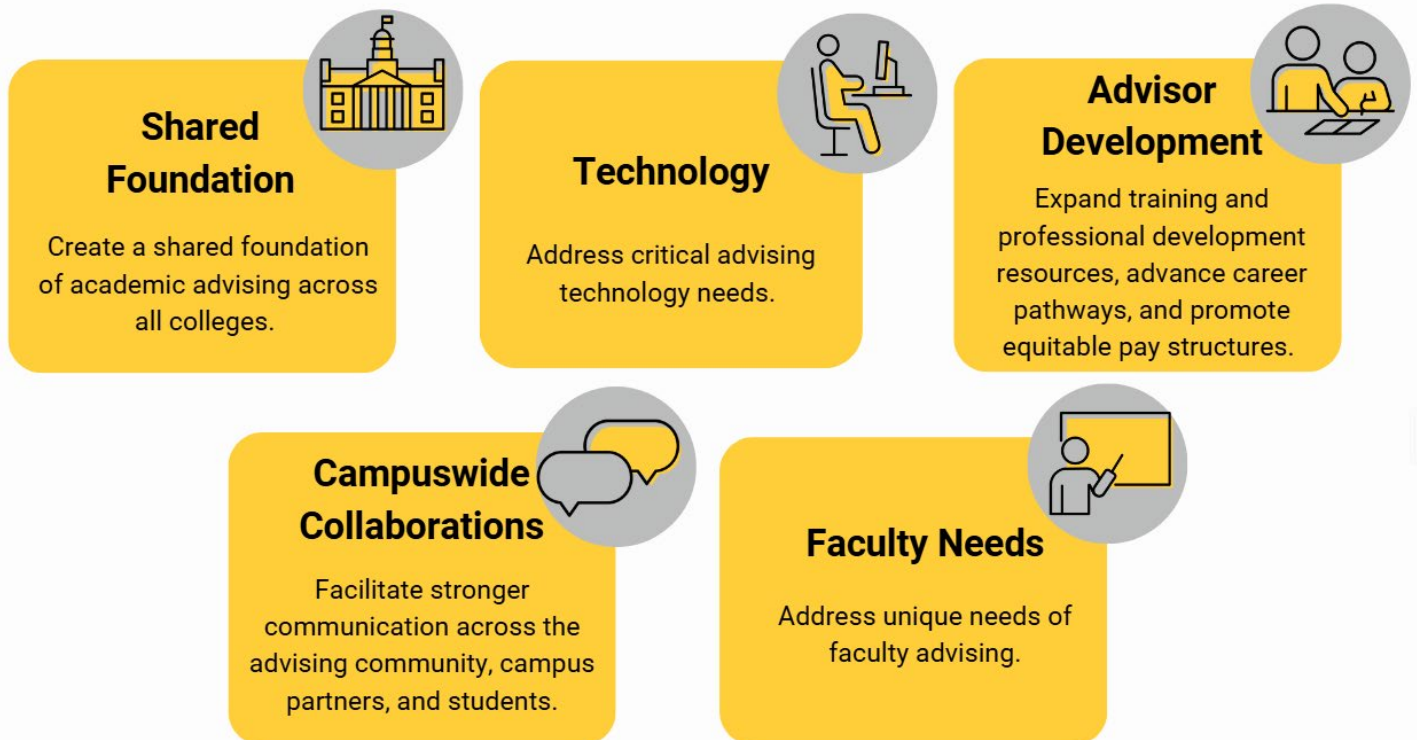 Shared
Foundation
Create a shared foundation
of academic advising across
all colleges.
Technology
Address critical advising
technology needs.
Advisor
Development
Expand training and
professional development
resources, advance career
pathways, and promote
equitable pay structures.
Campuswide
Collaborations
Facilitate stronger
communication across the
advising community, campus
partners, and students.
Faculty Needs
Address unique needs of
faculty advising.